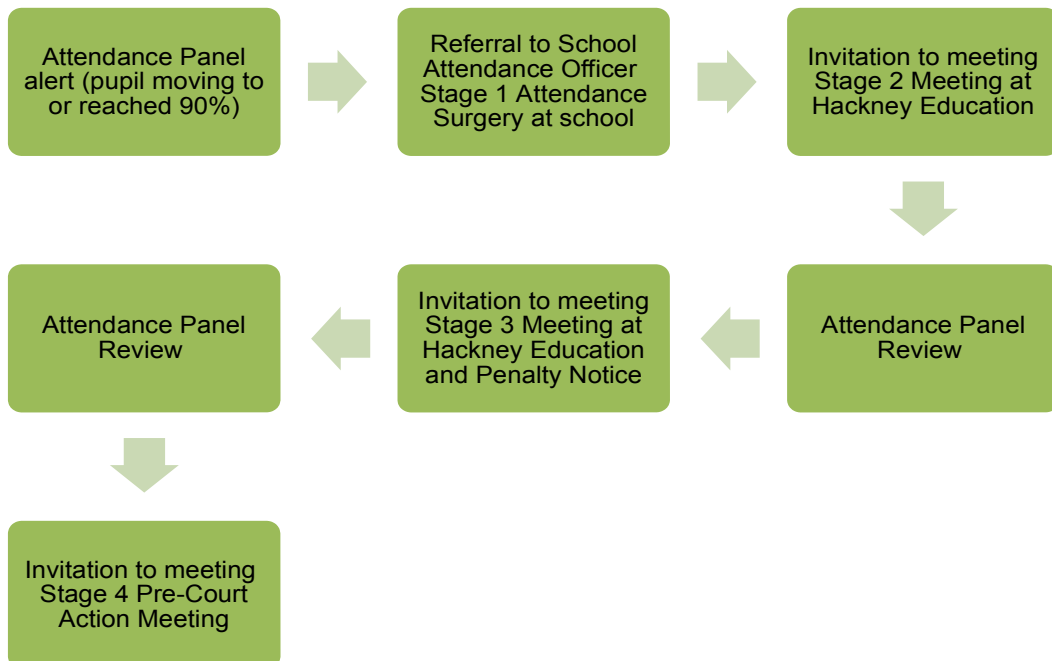 Attendance Panel
alert (pupil moving to
or reached 90%)
Referral to School
Attendance Officer
Stage 1 Attendance
Surgery at school
Invitation to meeting
Stage 2 Meeting at
Hackney Education
Attendance Panel
Review
Invitation to meeting
Stage 3 Meeting at
Hackney Education
and Penalty Notice
Attendance Panel
Review
Invitation to meeting
Stage 4 Pre-Court
Action Meeting